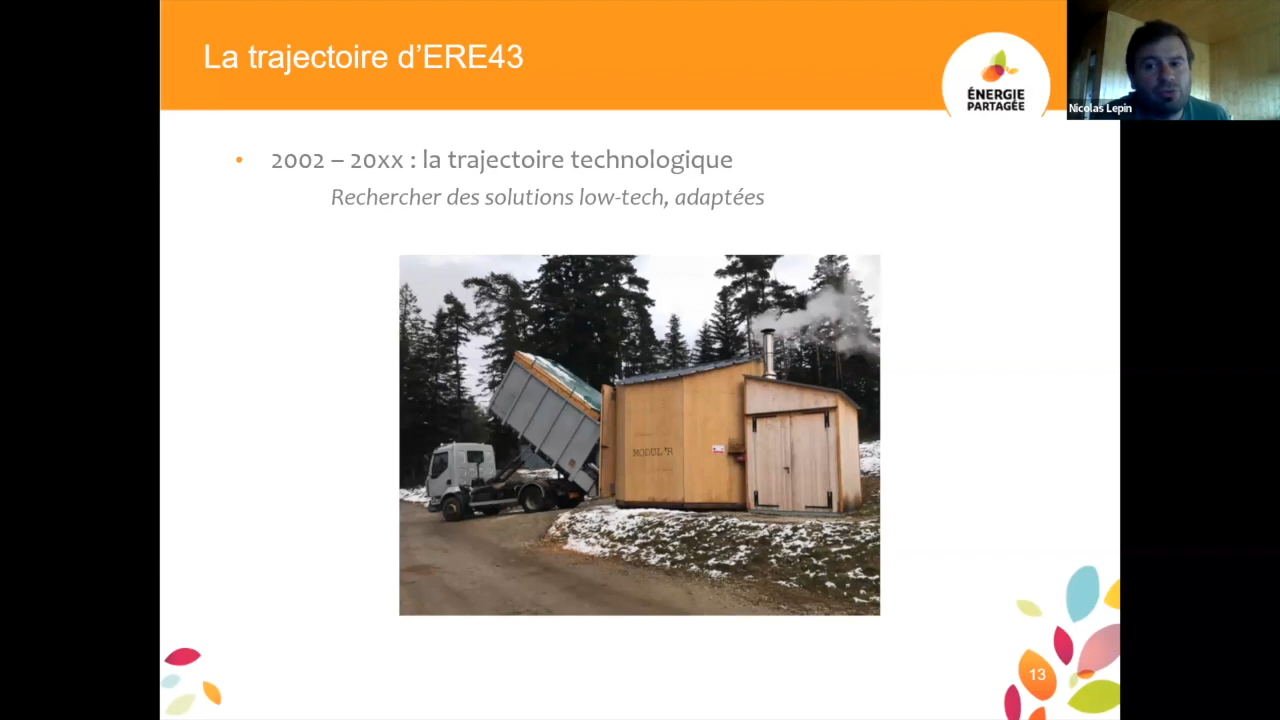 La trajectoire d'ERE43
ÉNERGIE
PARTAGÉE
Nicolas Lepin
• 2002 – 20xx : la trajectoire technologique
Rechercher des solutions low-tech, adaptées
MODUL'R
13